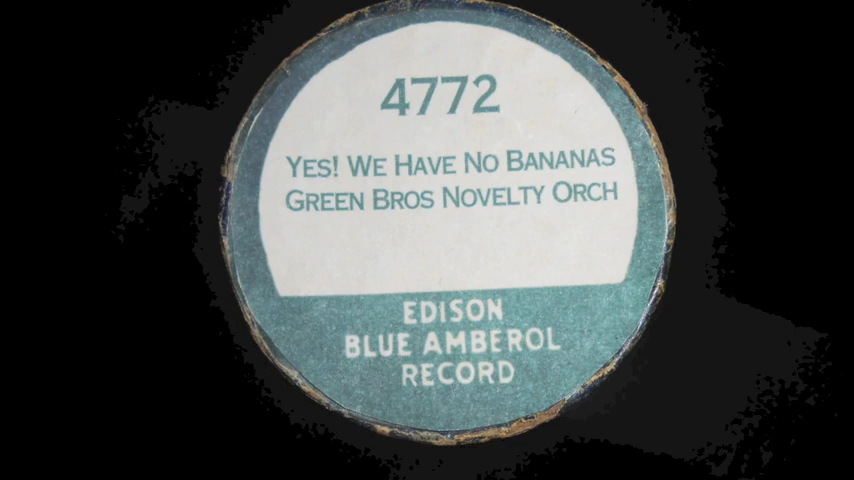 4772
Yes! We Have No Bananas
Green Bros Novelty Orch
EDISON
BLUE AMBEROL
RECORD